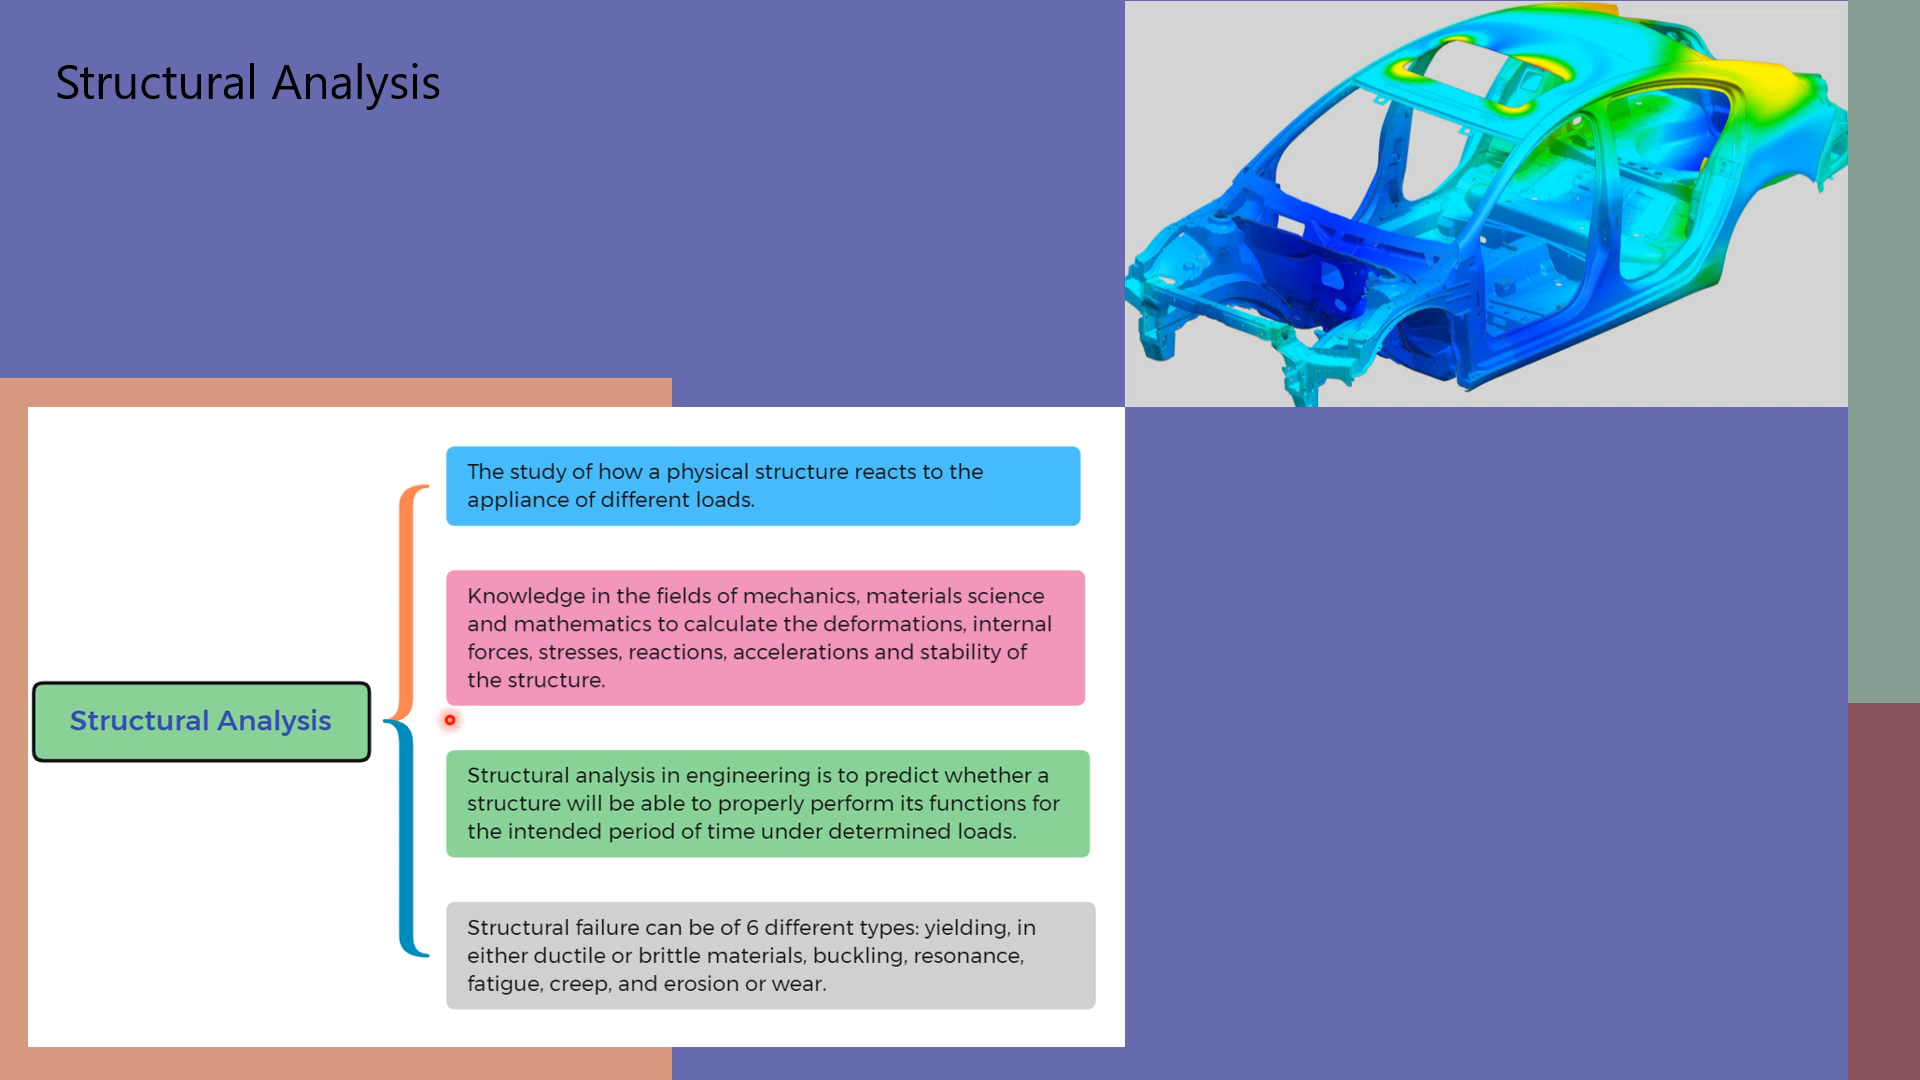 Structural Analysis
The study of how a physical structure reacts to the
appliance of different loads.
Knowledge in the fields of mechanics, materials science
and mathematics to calculate the deformations, internal
forces, stresses, reactions, accelerations and stability of
the structure.
Structural Analysis
Structural analysis in engineering is to predict whether a
structure will be able to properly perform its functions for
the intended period of time under determined loads.
Structural failure can be of 6 different types: yielding, in
either ductile or brittle materials, buckling, resonance,
fatigue, creep, and erosion or wear.